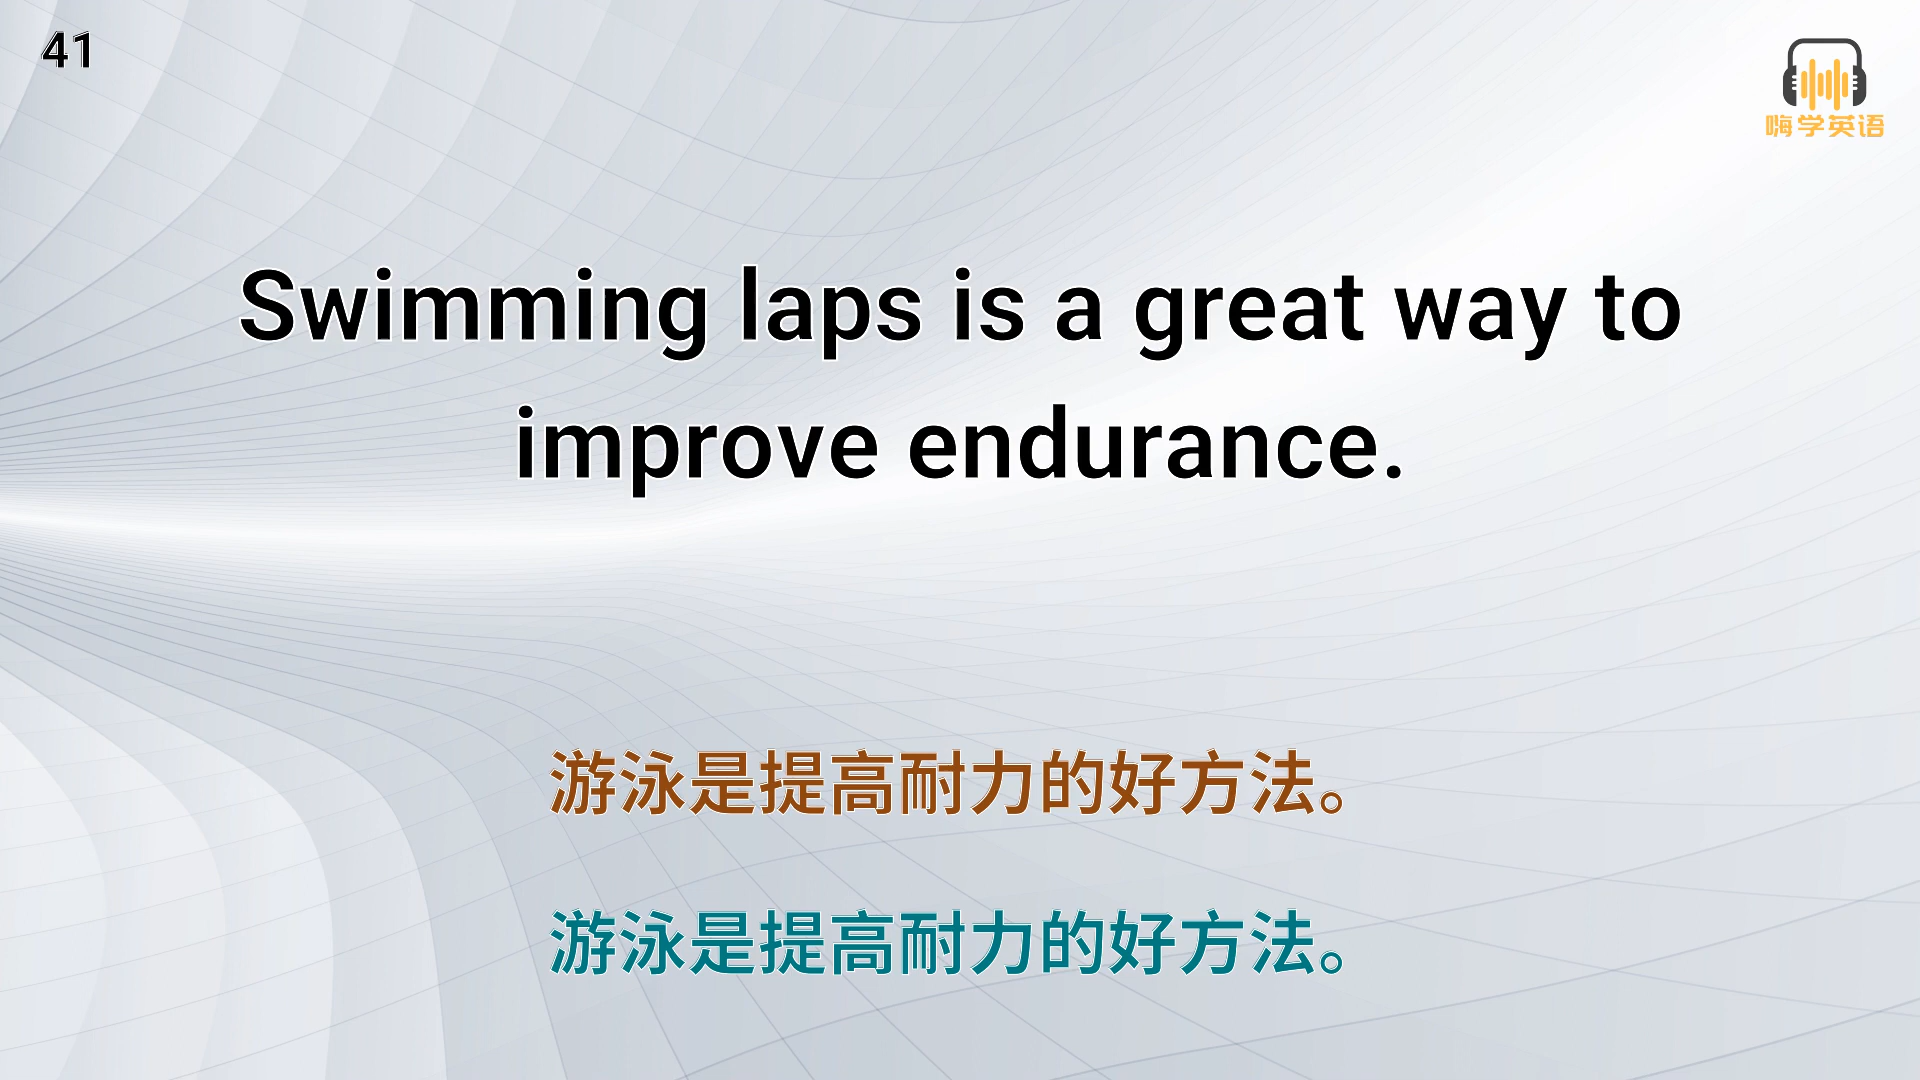 41
嗨学英语
Swimming laps is a great way to
improve endurance.
游泳是提高耐力的好方法。
游泳是提高耐力的好方法。